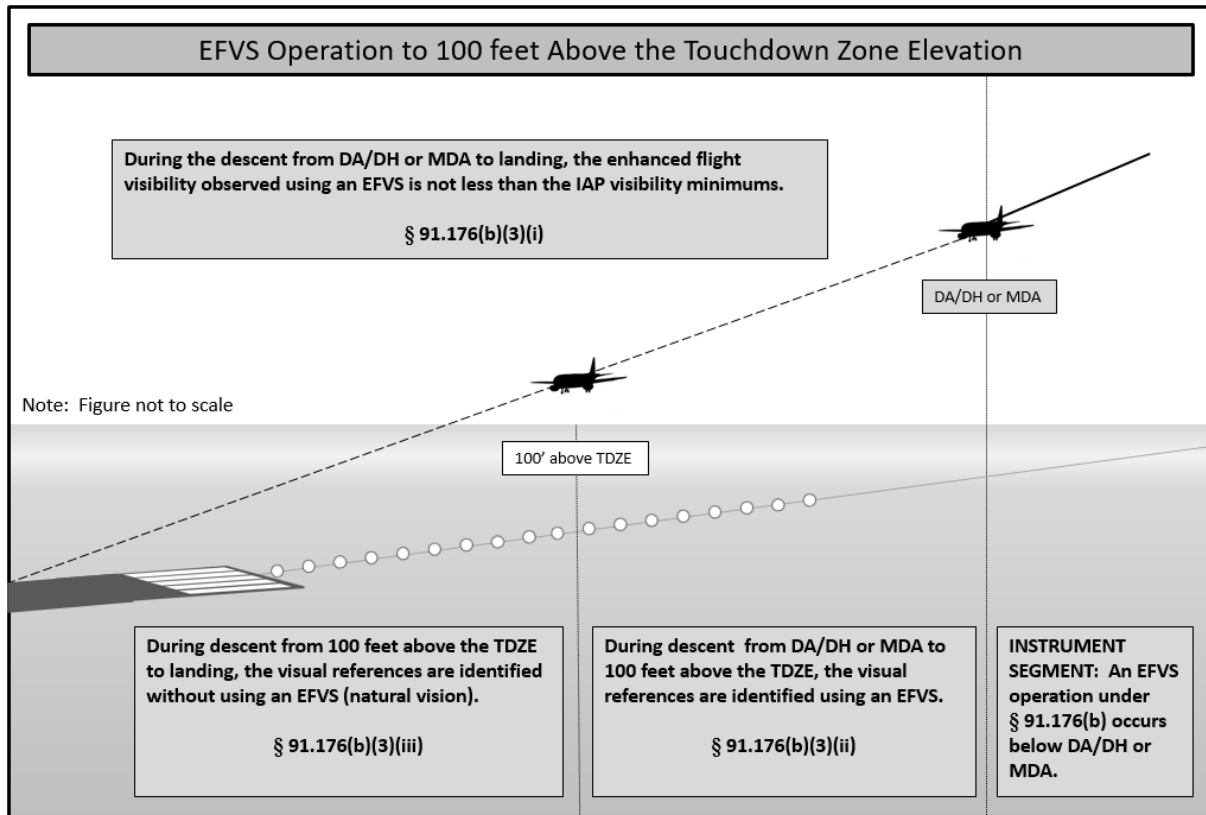 EFVS Operation to 100 feet Above the Touchdown Zone Elevation
During the descent from DA/DH or MDA to landing, the enhanced flight
visibility observed using an EFVS is not less than the IAP visibility minimums.
§ 91.176(b)(3)(i)
DA/DH or MDA
Note: Figure not to scale
100’ above TDZE
During descent from 100 feet above the TDZE
to landing, the visual references are identified
without using an EFVS (natural vision).
§ 91.176(b)(3)(iii)
During descent from DA/DH or MDA to
100 feet above the TDZE, the visual
references are identified using an EFVS.
§ 91.176(b)(3)(ii)
INSTRUMENT
SEGMENT: An EFVS
operation under
§ 91.176(b) occurs
below DA/DH or
MDA.